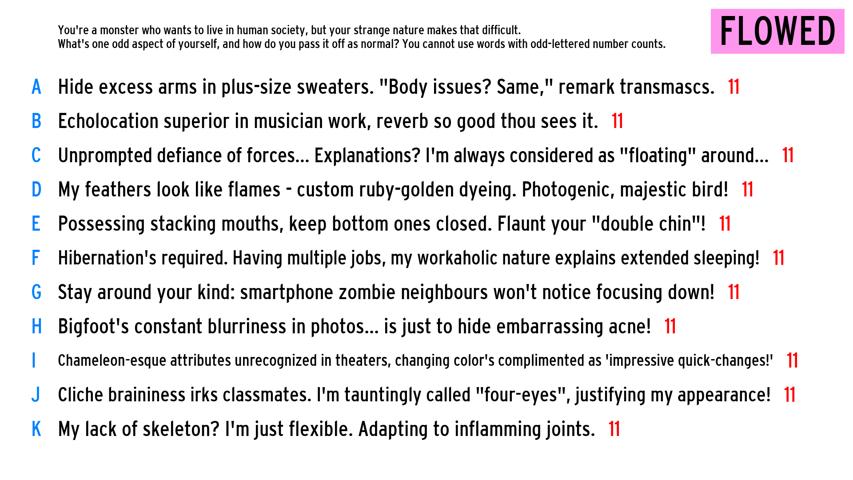 You're a monster who wants to live in human society, but your strange nature makes that difficult.
What's one odd aspect of yourself, and how do you pass it off as normal? You cannot use words with odd-lettered number counts.
FLOWED
A Hide excess arms in plus-size sweaters. "Body issues? Same," remark transmascs. 11
B Echolocation superior in musician work, reverb so good thou sees it. 11
C Unprompted defiance of forces... Explanations? I'm always considered as "floating" around... 11
D My feathers look like flames - custom ruby-golden dyeing. Photogenic, majestic bird! 11
E Possessing stacking mouths, keep bottom ones closed. Flaunt your "double chin"! 11
F Hibernation's required. Having multiple jobs, my workaholic nature explains extended sleeping! 11
G Stay around your kind: smartphone zombie neighbours won't notice focusing down! 11
H Bigfoot's constant blurriness in photos... is just to hide embarrassing acne! 11
I Chameleon-esque attributes unrecognized in theaters, changing color's complimented as 'impressive quick-changes!' 11
J Cliche braininess irks classmates. I'm tauntingly called "four-eyes", justifying my appearance! 11
K My lack of skeleton? I'm just flexible. Adapting to inflamming joints. 11